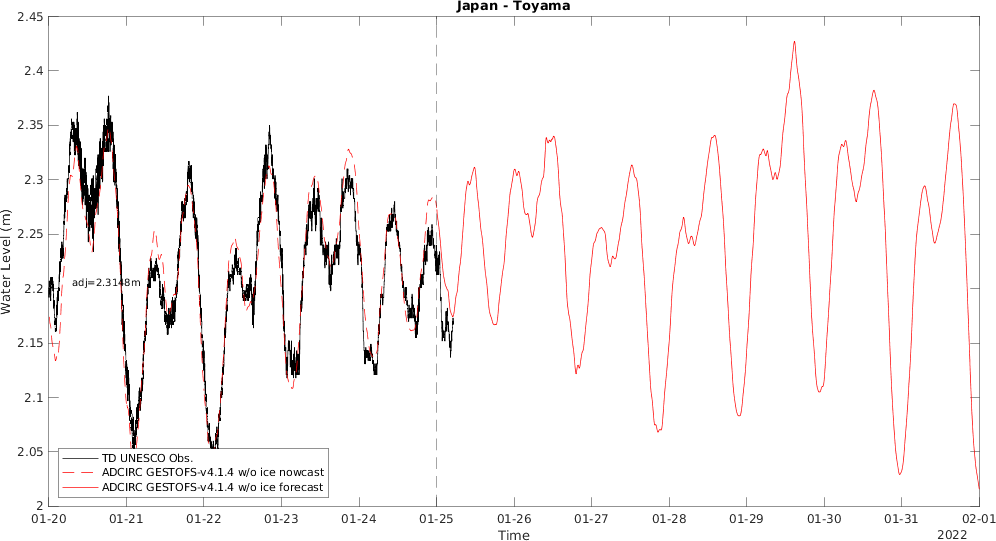 Japan - Toyama
Water Level (m)
2.45
2.4
2.35
2.3
2.25
2.2
2.15
2.1
2.05
2
adj=2.3148m
TD UNESCO Obs.
ADCIRC GESTOFS-v4.1.4 w/o ice nowcast
ADCIRC GESTOFS-v4.1.4 w/o ice forecast
01-20 01-21 01-22 01-23 01-24 01-25 01-26 01-27 01-28 01-29 01-30 01-31 02-01
Time
2022